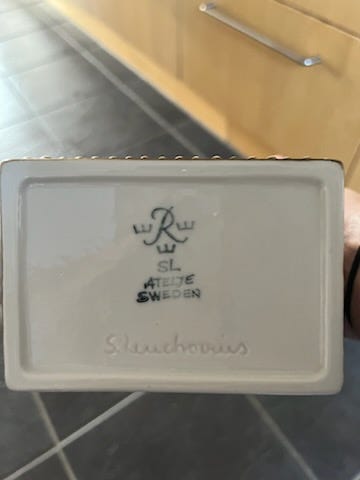 R
SL
ATELJE
SWEDEN
S. Leuchovius